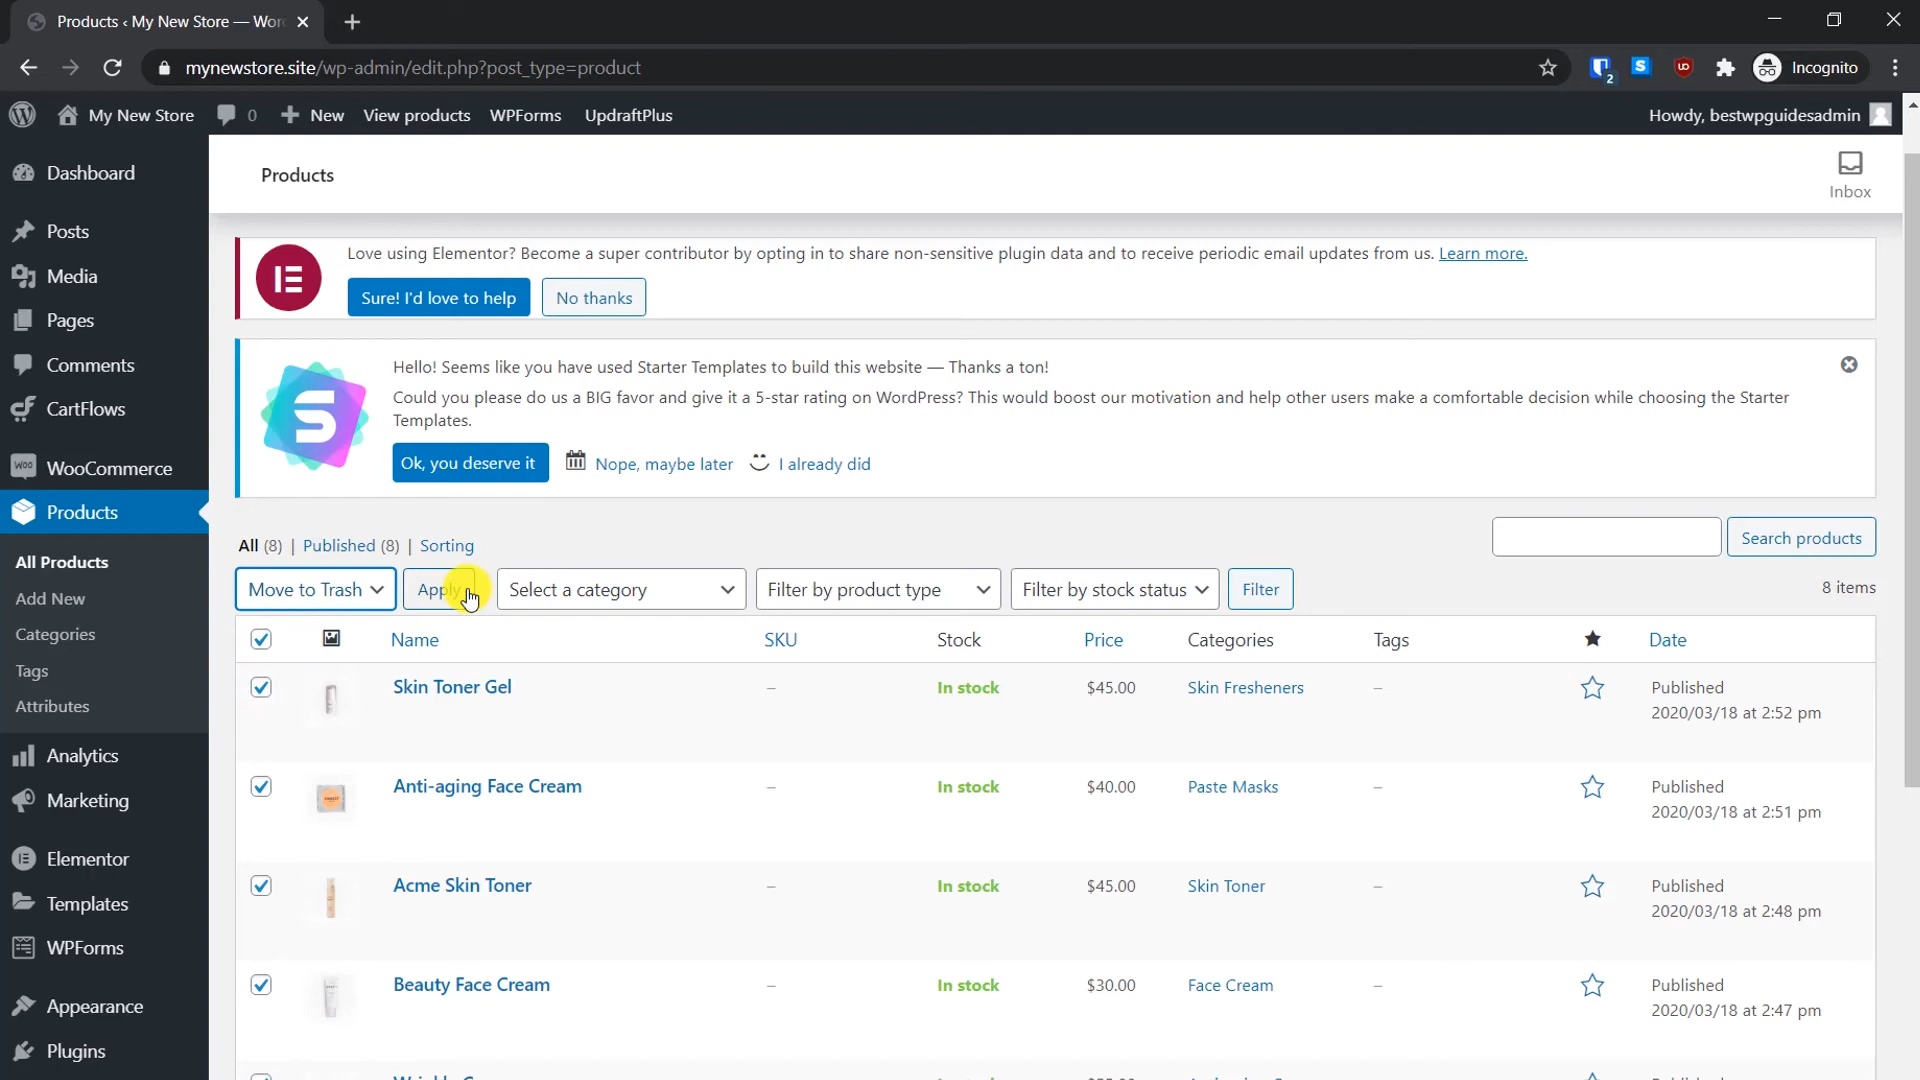 Products ‹ My New Store — Wor
mynewstore.site/wp-admin/edit.php?post_type=product
2
S
Incognito
My New Store
0
New
View products
WPForms
UpdraftPlus
Howdy, bestwpguidesadmin
Dashboard
Posts
Media
Pages
Comments
CartFlows
Woo
WooCommerce
Products
All Products
Add New
Categories
Tags
Attributes
Analytics
Marketing
Elementor
Templates
WPForms
Appearance
Plugins
Products
Inbox
Love using Elementor? Become a super contributor by opting in to share non-sensitive plugin data and to receive periodic email updates from us. Learn more.
Sure! I'd love to help
No thanks
Hello! Seems like you have used Starter Templates to build this website — Thanks a ton!
Could you please do us a BIG favor and give it a 5-star rating on WordPress? This would boost our motivation and help other users make a comfortable decision while choosing the Starter
Templates.
Ok, you deserve it
Nope, maybe later
I already did
All (8) | Published (8) | Sorting
Search products
Move to Trash
Apply
Select a category
Filter by product type
Filter by stock status
Filter
8 items
Name SKU Stock Price Categories Tags Date
Skin Toner Gel – In stock $45.00 Skin Fresheners – Published
2020/03/18 at 2:52 pm
Anti-aging Face Cream – In stock $40.00 Paste Masks – Published
2020/03/18 at 2:51 pm
Acme Skin Toner – In stock $45.00 Skin Toner – Published
2020/03/18 at 2:48 pm
Beauty Face Cream – In stock $30.00 Face Cream – Published
2020/03/18 at 2:47 pm